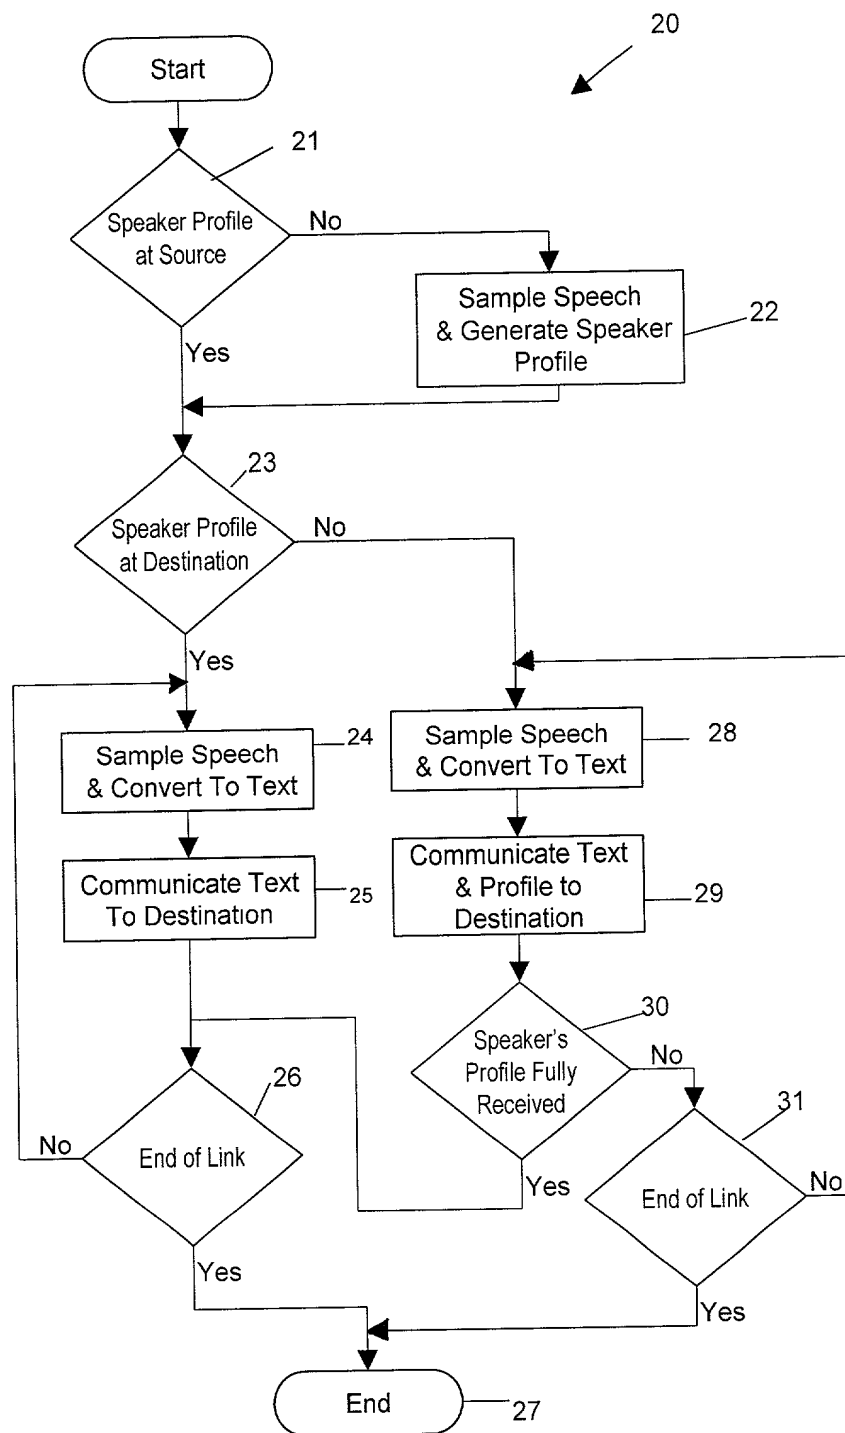 20
Start
21
Speaker Profile
at Source
No
Yes
Sample Speech
& Generate Speaker
Profile
22
23
Speaker Profile
at Destination
No
Yes
Sample Speech
& Convert To Text
24
Sample Speech
& Convert To Text
28
Communicate Text
To Destination
25
Communicate Text
& Profile to
Destination
29
30
Speaker's
Profile Fully
Received
No
Yes
26
End of Link
No
Yes
31
End of Link
No
Yes
End
27